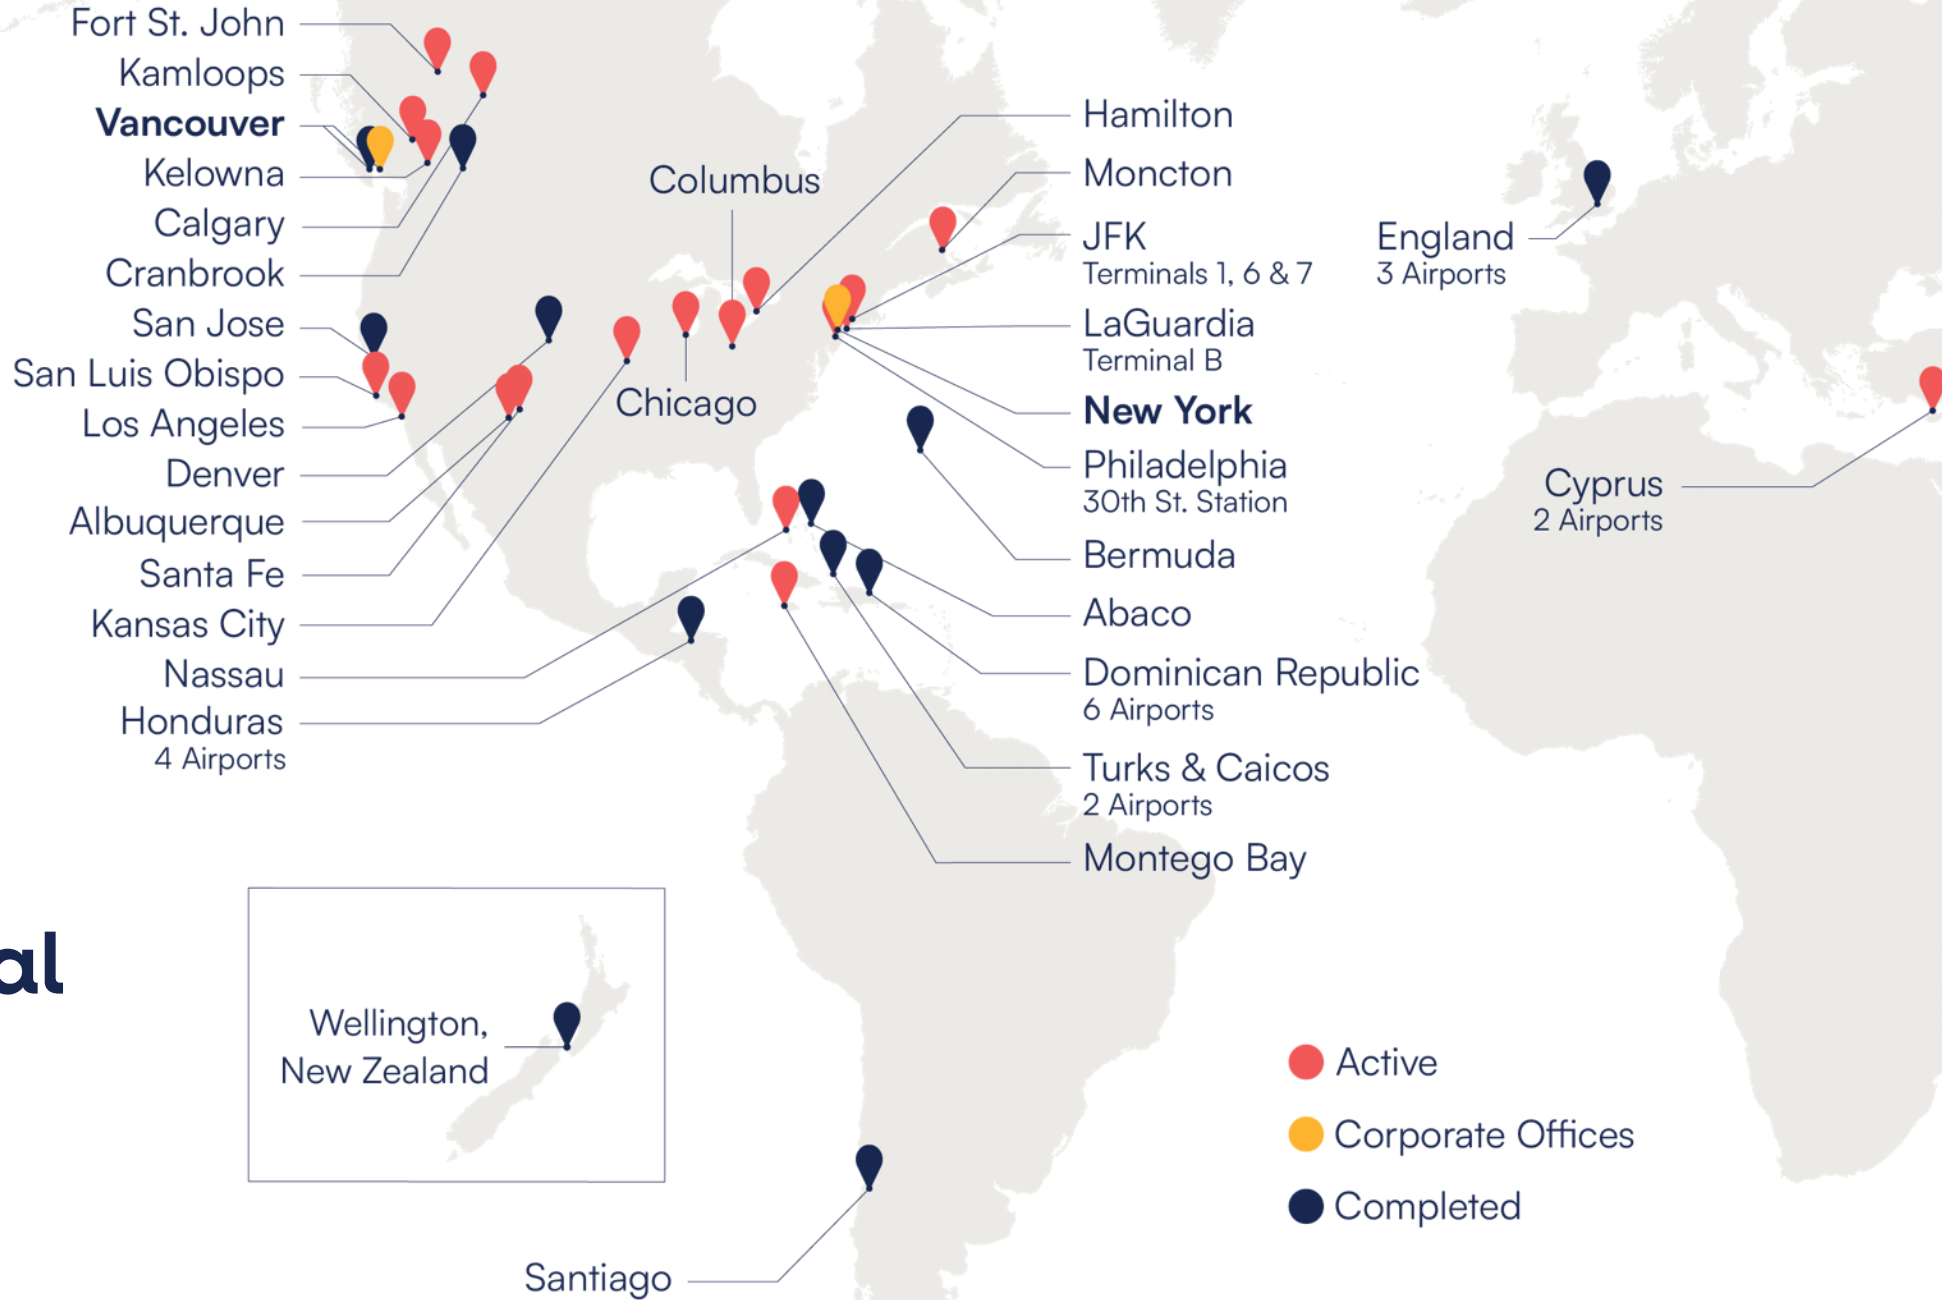 Fort St. John
Kamloops
Vancouver
Kelowna
Calgary
Cranbrook
San Jose
San Luis Obispo
Los Angeles
Denver
Albuquerque
Santa Fe
Kansas City
Nassau
Honduras
4 Airports
Columbus
Chicago
Hamilton
Moncton
JFK
Terminals 1, 6 & 7
LaGuardia
Terminal B
New York
Philadelphia
30th St. Station
Bermuda
Abaco
Dominican Republic
6 Airports
Turks & Caicos
2 Airports
Montego Bay
England
3 Airports
Cyprus
2 Airports
al
Wellington,
New Zealand
Santiago
Active
Corporate Offices
Completed